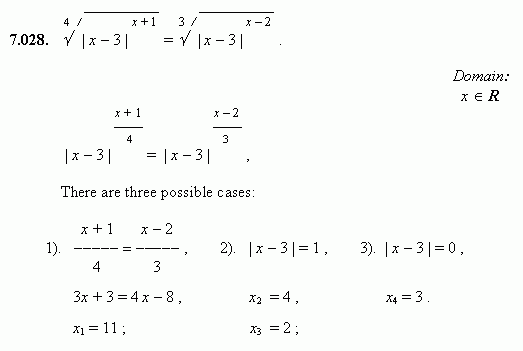 7.028. ⁴√|x − 3|^(x + 1) = ³√|x − 3|^(x − 2) .
Domain:
x ∈ R
|x − 3|^((x + 1)/4) = |x − 3|^((x − 2)/3) ,
There are three possible cases:
1). (x + 1)/4 = (x − 2)/3 , 2). |x − 3| = 1 , 3). |x − 3| = 0 ,
3x + 3 = 4x − 8 , x₂ = 4 , x₄ = 3 .
x₁ = 11 ; x₃ = 2 ;